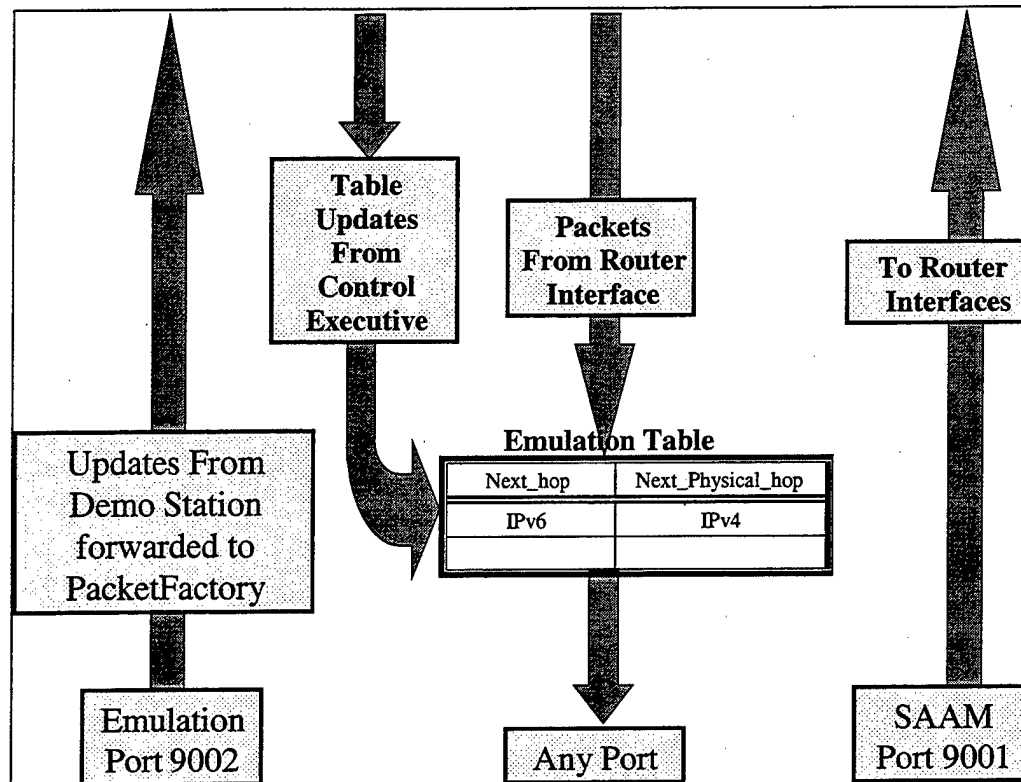 Table
Updates
From
Control
Executive
Packets
From Router
Interface
To Router
Interfaces
Updates From
Demo Station
forwarded to
PacketFactory
Emulation Table
Next_hop
Next_Physical_hop
IPv6
IPv4
Emulation
Port 9002
Any Port
SAAM
Port 9001